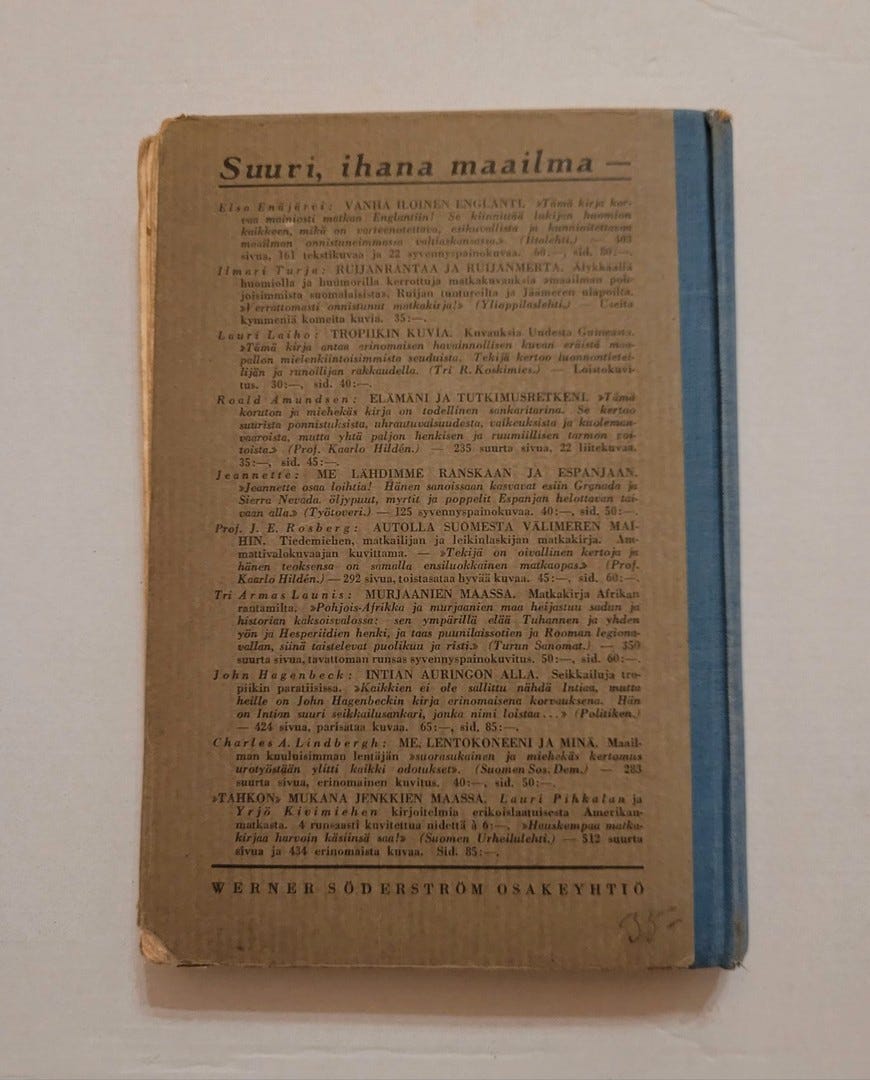 Suuri, ihana maailma —
Elsa Enäjärvi: VANHA ILOINEN ENGLANTI. »Tämä kirja kor-
vaa mainiosti matkan Englantiin! Se kiinnittää lukijan huomion
kaikkeen, mikä on varteenotettavaa, esikuvallista ja kunnioitettavaa
maailman onnistuneimmassa valtiaskansassa.» (Iltalehti.) — 403
sivua, 161 tekstikuvaa ja 22 syvennyspainokuvaa. 60:—, sid. 80:—.
Ilmari Turja: RUIJANRANTAA JA RUIJANMERTA. Älykkäällä
huomiolla ja huumorilla kerrottuja matkakuvauksia »maailman poh-
joisimmista suomalaisista, Ruijan tuntureilta ja Jäämeren ulapoilta.
»Verrattomasti onnistunut matkakirja!» (Ylioppilaslehti.) — Useita
kymmeniä komeita kuvia. 35:—.
Lauri Laiho: TROPIIKIN KUVIA. Kuvauksia Uudesta Guineasta.
»Tämä kirja antaa erinomaisen havainnollisen kuvan eräistä maa-
pallon mielenkiintoisimmista seuduista. Tekijä kertoo luonnontietei-
lijän ja runoilijan rakkaudella. (Tri R. Koskimies.) — Loistokuvi-
tus. 30:—, sid. 40:—.
Roald Amundsen: ELÄMÄNI JA TUTKIMUSRETKENI. »Tämä
koruton ja miehekäs kirja on todellinen sankaritarina. Se kertoo
suurista ponnistuksista, uhrautuvaisuudesta, vaikeuksista ja kuoleman-
vaaroista, mutta yhtä paljon henkisen ja ruumiillisen tarmon voi-
toista.» (Prof. Kaarlo Hildén.) — 235 suurta sivua, 22 liitekuvaa.
35:—, sid. 45:—.
Jeannette: ME LÄHDIMME RANSKAAN JA ESPANJAAN.
»Jeannette osaa loihtia! Hänen sanoissaan kasvavat esiin Granada ja
Sierra Nevada, öljypuut, myrtit ja poppelit Espanjan helottavan tai-
vaan alla.» (Työtoveri.) — 125 syvennyspainokuvaa. 40:—, sid. 50:—.
Prof. J. E. Rosberg: AUTOLLA SUOMESTA VÄLIMEREN MAI-
HIN. Tiedemiehen, matkailijan ja leikinlaskijan matkakirja. Am-
mattivalokuvaajan kuvittama. — »Tekijä on oivallinen kertoja ja
hänen teoksensa on samalla ensiluokkainen matkaopas.» (Prof.
Kaarlo Hildén.) — 292 sivua, toistasataa hyvää kuvaa. 45:—, sid. 60:—.
Tri Armas Launis: MURJAANIEN MAASSA. Matkakirja Afrikan
rantamilta. »Pohjois-Afrikka ja murjaanien maa heijastuu sadun ja
historian kaksoisvalossa: sen ympärillä elää Tuhannen ja yhden
yön ja Hesperiidien henki, ja taas puunilaissotien ja Rooman legiona-
vallan, siinä taistelevat puolikuu ja risti.» (Turun Sanomat.) — 350
suurta sivua, tavattoman runsas syvennyspainokuvitus. 50:—, sid. 60:—.
John Hagenbeck: INTIAN AURINGON ALLA. Seikkailuja tro-
piikin paratiisissa. »Kaikkien ei ole sallittu nähdä Intiaa, mutta
heille on John Hagenbeckin kirja erinomaisena korvauksena. Hän
on Intian suuri seikkailusankari, jonka nimi loistaa...» (Politiken.)
— 424 sivua, parisataa kuvaa. 65:—, sid. 85:—.
Charles A. Lindbergh: ME, LENTOKONEENI JA MINÄ. Maail-
man kuuluisimman lentäjän »suorasukainen ja miehekäs kertomus
urotyöstään ylitti kaikki odotukset». (Suomen Sos. Dem.) — 283
suurta sivua, erinomainen kuvitus. 40:—, sid. 50:—.
»TAHKON» MUKANA JENKKIEN MAASSA. Lauri Pihkalan ja
Yrjö Kivimiehen kirjoitelmia erikoislaatuisesta Amerikan-
matkasta. 4 runsaasti kuvitettua nidettä à 6:—. »Hauskempaa matka-
kirjaa harvoin käsiinsä saa!» (Suomen Urheilulehti.) — 512 suurta
sivua ja 434 erinomaista kuvaa. Sid. 85:—.
WERNER SÖDERSTRÖM OSAKEYHTIÖ
35-